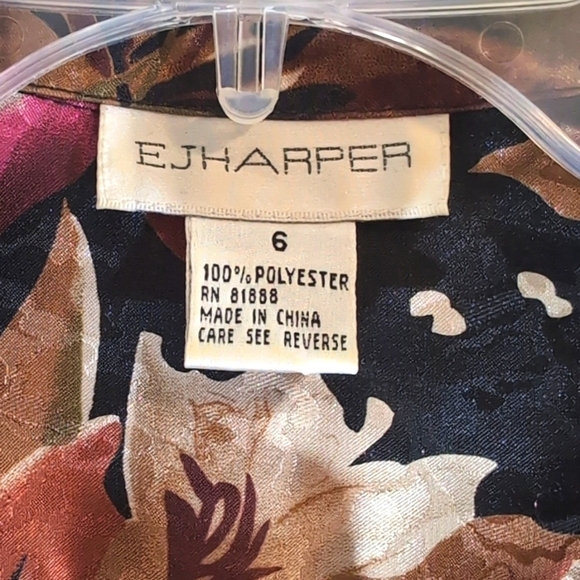 EJHARPER
6
100% POLYESTER
RN 81888
MADE IN CHINA
CARE SEE REVERSE